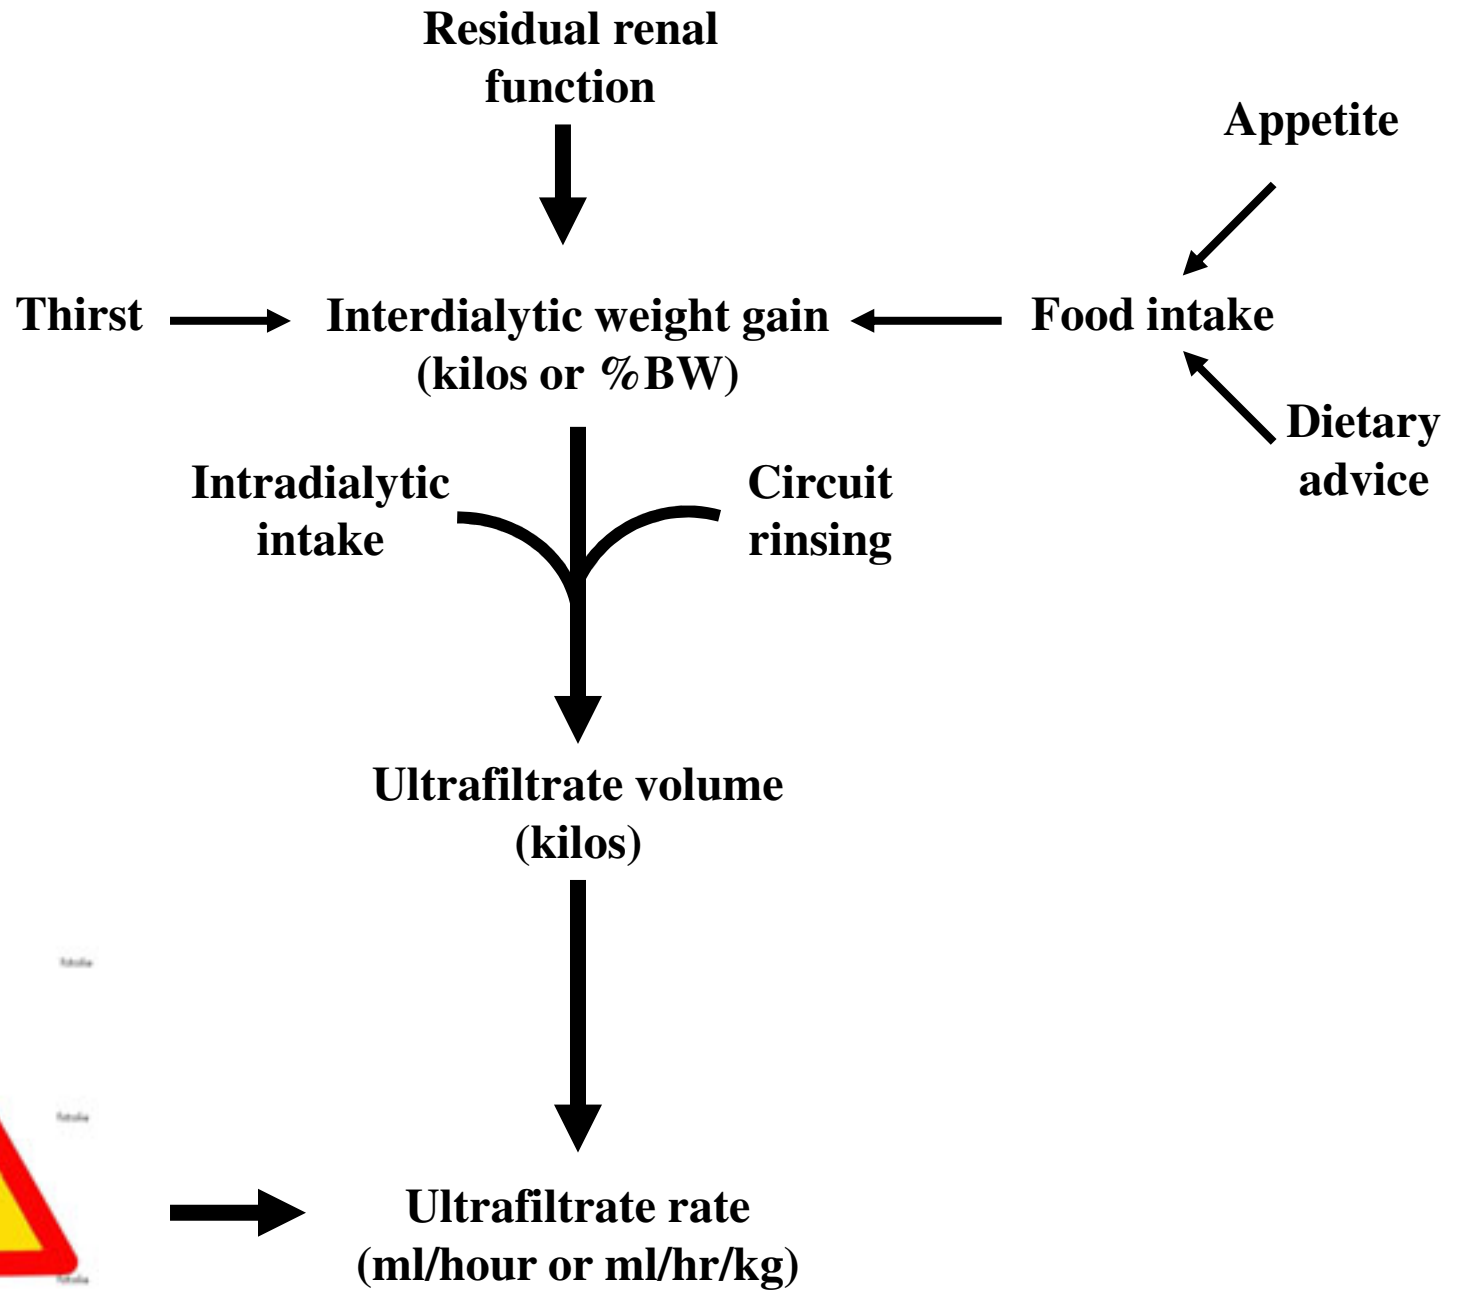 Residual renal
function
Appetite
Thirst
Interdialytic weight gain
(kilos or %BW)
Food intake
Dietary
advice
Intradialytic
intake
Circuit
rinsing
Ultrafiltrate volume
(kilos)
Ultrafiltrate rate
(ml/hour or ml/hr/kg)